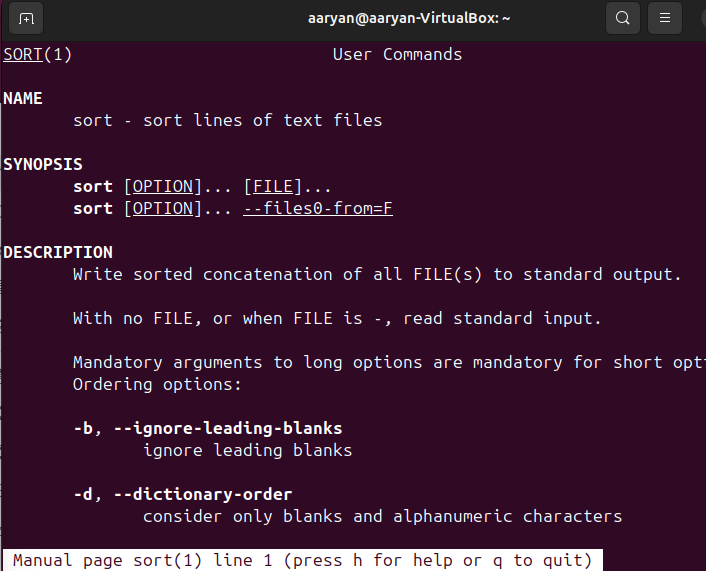 aaryan@aaryan-VirtualBox: ~
SORT(1) User Commands
NAME
sort - sort lines of text files
SYNOPSIS
sort [OPTION]... [FILE]...
sort [OPTION]... --files0-from=F
DESCRIPTION
Write sorted concatenation of all FILE(s) to standard output.
With no FILE, or when FILE is -, read standard input.
Mandatory arguments to long options are mandatory for short opt
Ordering options:
-b, --ignore-leading-blanks
ignore leading blanks
-d, --dictionary-order
consider only blanks and alphanumeric characters
Manual page sort(1) line 1 (press h for help or q to quit)